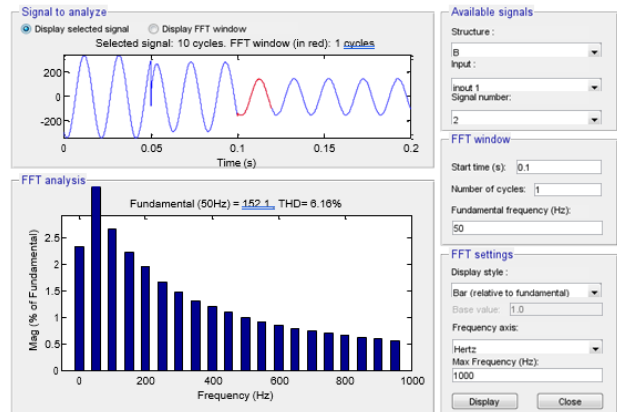 Signal to analyze
Display selected signal Display FFT window
Selected signal: 10 cycles. FFT window (in red): 1 cycles
200
0
-200
0 0.05 0.1 0.15 0.2
Time (s)
FFT analysis
Fundamental (50Hz) = 152.1 , THD= 6.16%
2.5
2
1.5
1
0.5
0
Mag (% of Fundamental)
0 200 400 600 800 1000
Frequency (Hz)
Available signals
Structure :
B
Input :
input 1
Signal number:
2
FFT window
Start time (s): 0.1
Number of cycles: 1
Fundamental frequency (Hz):
50
FFT settings
Display style :
Bar (relative to fundamental)
Base value: 1.0
Frequency axis:
Hertz
Max Frequency (Hz):
1000
Display Close